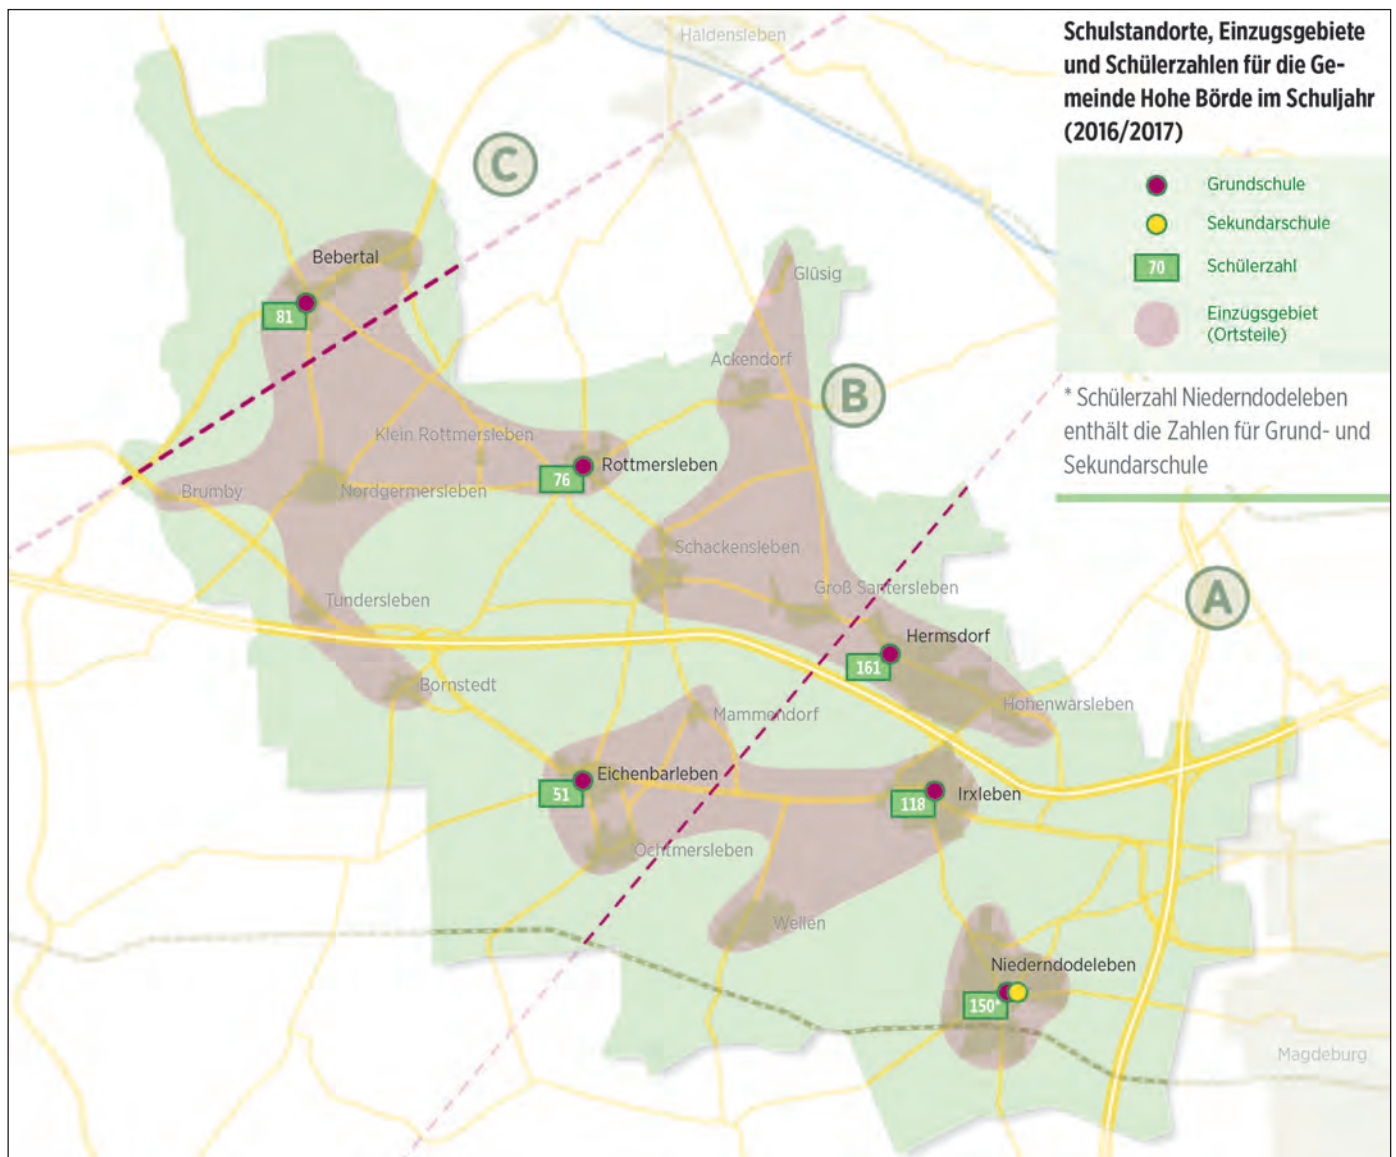 Schulstandorte, Einzugsgebiete
und Schülerzahlen für die Ge-
meinde Hohe Börde im Schuljahr
(2016/2017)
Grundschule
Sekundarschule
70
Schülerzahl
Einzugsgebiet
(Ortsteile)
* Schülerzahl Niederndodeleben
enthält die Zahlen für Grund- und
Sekundarschule
Haldensleben
C
Bebertal
81
Glüsig
Ackendorf
B
Klein Rottmersleben
Rottmersleben
76
Brumby
Nordgermersleben
Schackensleben
Groß Santersleben
A
Tundersleben
Hermsdorf
161
Bornstedt
Hohenwarsleben
Mammendorf
Eichenbarleben
51
Irxleben
118
Ochtmersleben
Wellen
Niederndodeleben
150*
Magdeburg